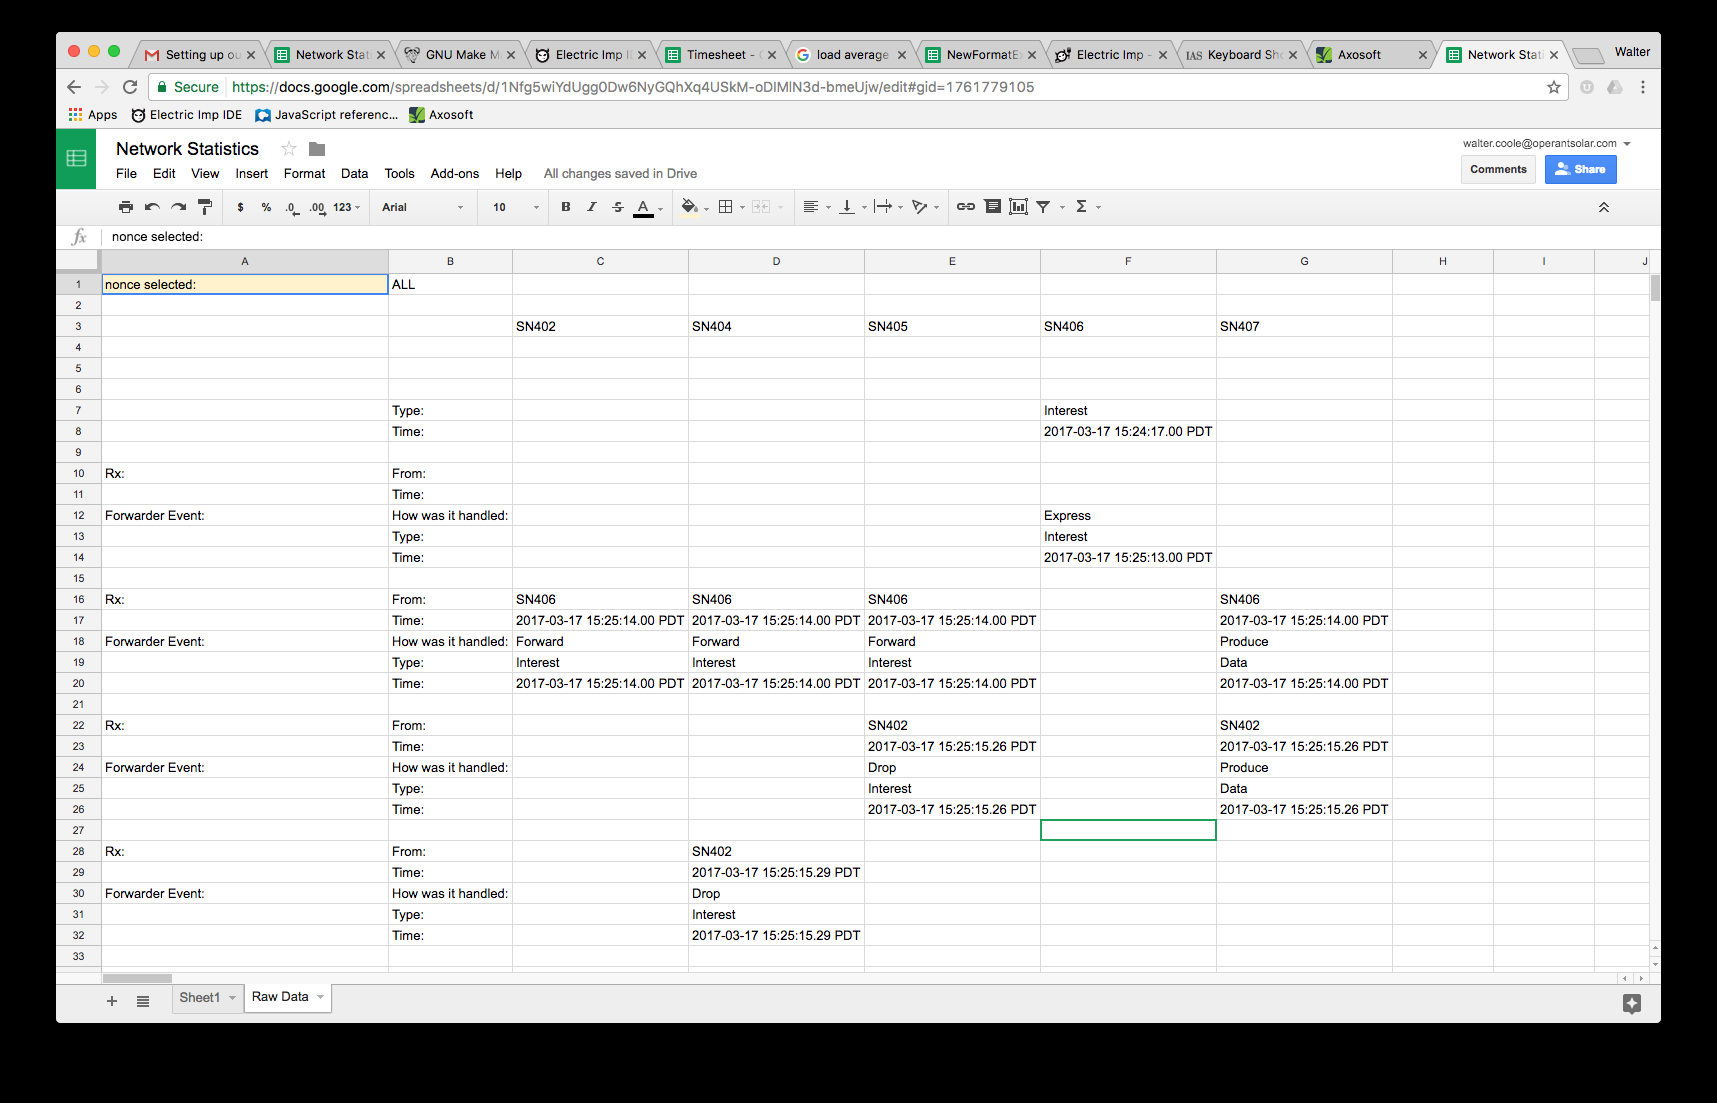 Setting up ou
Network Stati
GNU Make M
Electric Imp I
Timesheet -
load average
NewFormatEx
Electric Imp -
IAS Keyboard Sho
Axosoft
Network Stati
Walter
Secure https://docs.google.com/spreadsheets/d/1Nfg5wiYdUgg0Dw6NyGQhXq4USkM-oDlMlN3d-bmeUjw/edit#gid=1761779105
Apps Electric Imp IDE JavaScript referenc... Axosoft
Network Statistics
walter.coole@operantsolar.com
File Edit View Insert Format Data Tools Add-ons Help All changes saved in Drive
Comments Share
$ % .0 .00 123 Arial 10 B I S A Σ
fx nonce selected:
A B C D E F G H I J
1 nonce selected: ALL
2
3 SN402 SN404 SN405 SN406 SN407
4
5
6
7 Type: Interest
8 Time: 2017-03-17 15:24:17.00 PDT
9
10 Rx: From:
11 Time:
12 Forwarder Event: How was it handled: Express
13 Type: Interest
14 Time: 2017-03-17 15:25:13.00 PDT
15
16 Rx: From: SN406 SN406 SN406 SN406
17 Time: 2017-03-17 15:25:14.00 PDT 2017-03-17 15:25:14.00 PDT 2017-03-17 15:25:14.00 PDT 2017-03-17 15:25:14.00 PDT
18 Forwarder Event: How was it handled: Forward Forward Forward Produce
19 Type: Interest Interest Interest Data
20 Time: 2017-03-17 15:25:14.00 PDT 2017-03-17 15:25:14.00 PDT 2017-03-17 15:25:14.00 PDT 2017-03-17 15:25:14.00 PDT
21
22 Rx: From: SN402 SN402
23 Time: 2017-03-17 15:25:15.26 PDT 2017-03-17 15:25:15.26 PDT
24 Forwarder Event: How was it handled: Drop Produce
25 Type: Interest Data
26 Time: 2017-03-17 15:25:15.26 PDT 2017-03-17 15:25:15.26 PDT
27
28 Rx: From: SN402
29 Time: 2017-03-17 15:25:15.29 PDT
30 Forwarder Event: How was it handled: Drop
31 Type: Interest
32 Time: 2017-03-17 15:25:15.29 PDT
33
Sheet1 Raw Data